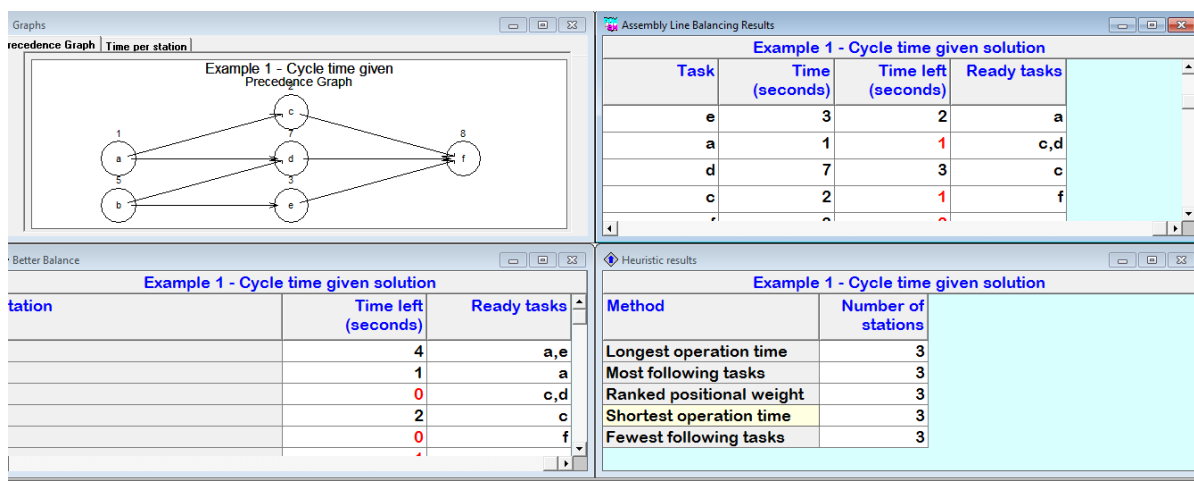 Graphs
recedence Graph Time per station
Example 1 - Cycle time given
Precedence Graph
2
c
1
a
7
d
8
f
5
b
3
e
Assembly Line Balancing Results
Example 1 - Cycle time given solution
Task Time (seconds) Time left (seconds) Ready tasks
e 3 2 a
a 1 1 c,d
d 7 3 c
c 2 1 f
Better Balance
Example 1 - Cycle time given solution
tation Time left (seconds) Ready tasks
4 a,e
1 a
0 c,d
2 c
0 f
Heuristic results
Example 1 - Cycle time given solution
Method Number of stations
Longest operation time 3
Most following tasks 3
Ranked positional weight 3
Shortest operation time 3
Fewest following tasks 3